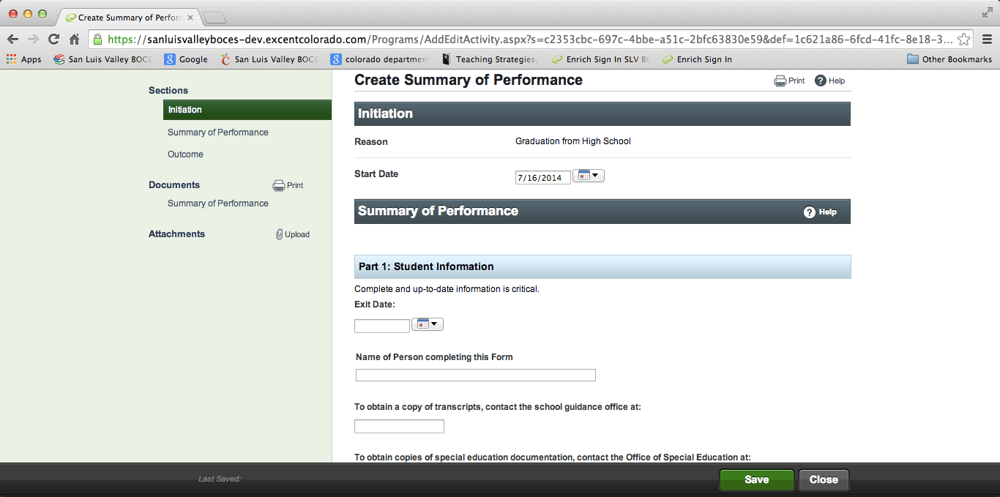 Create Summary of Perforr
https://sanluisvalleyboces-dev.excentcolorado.com/Programs/AddEditActivity.aspx?s=c2353cbc-697c-4bbe-a51c-2bfc63830e59&def=1c621a86-6fcd-41fc-8e18-3...
Apps San Luis Valley BOCE Google San Luis Valley BOCE colorado department Teaching Strategies, Enrich Sign In SLV BO Enrich Sign In Other Bookmarks
Sections
Initiation
Summary of Performance
Outcome
Documents Print
Summary of Performance
Attachments Upload
Create Summary of Performance Print Help
Initiation
Reason Graduation from High School
Start Date 7/16/2014
Summary of Performance Help
Part 1: Student Information
Complete and up-to-date information is critical.
Exit Date:
Name of Person completing this Form
To obtain a copy of transcripts, contact the school guidance office at:
To obtain copies of special education documentation, contact the Office of Special Education at:
Last Saved: Save Close